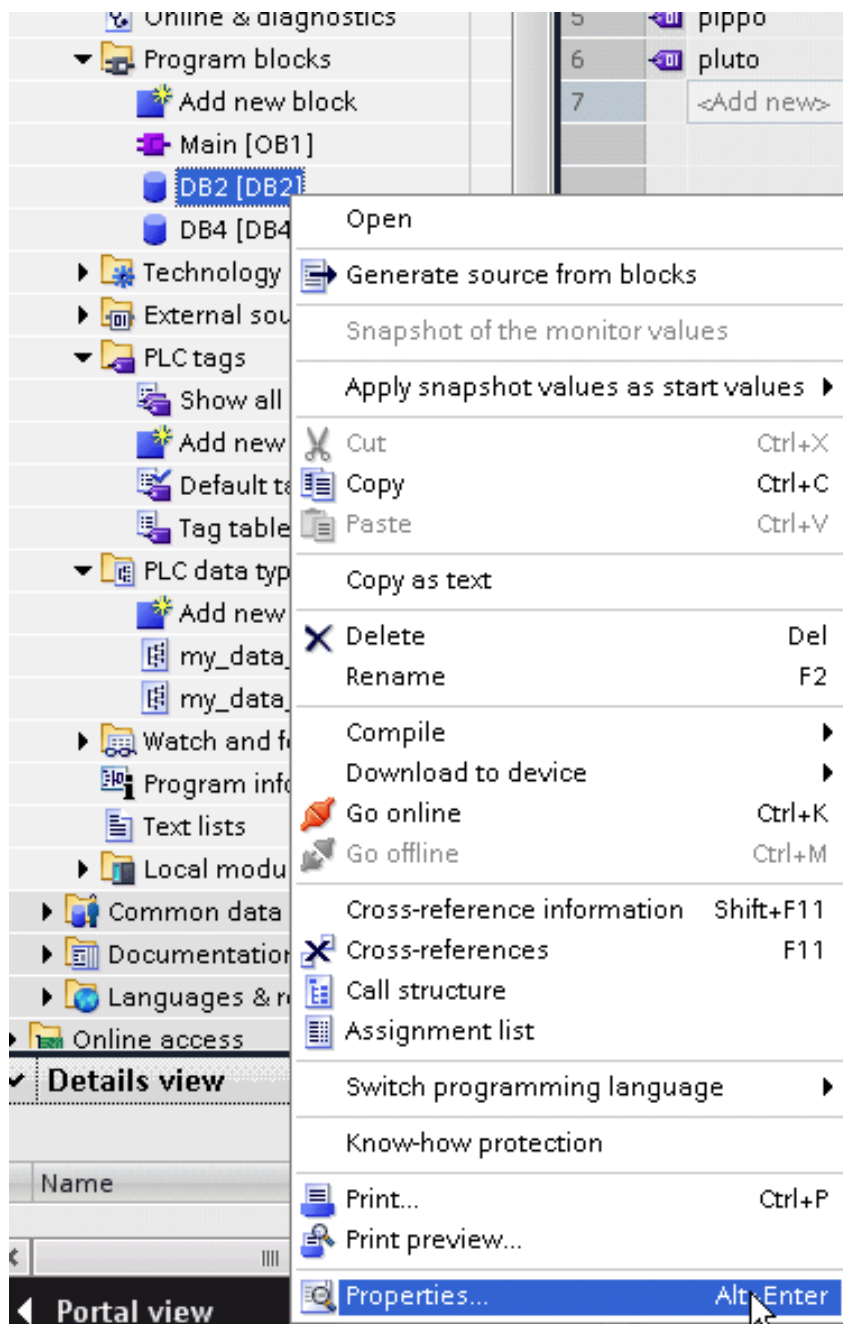 Online & diagnostics
Program blocks
Add new block
Main [OB1]
DB2 [DB2]
DB4 [DB4
Technology
External sou
PLC tags
Show all
Add new
Default ta
Tag table
PLC data typ
Add new
my_data_
my_data_
Watch and fo
Program info
Text lists
Local modu
Common data
Documentation
Languages & re
Online access
Details view
Name
Portal view
5 pippo
6 pluto
7 <Add new>
Open
Generate source from blocks
Snapshot of the monitor values
Apply snapshot values as start values
Cut Ctrl+X
Copy Ctrl+C
Paste Ctrl+V
Copy as text
Delete Del
Rename F2
Compile
Download to device
Go online Ctrl+K
Go offline Ctrl+M
Cross-reference information Shift+F11
Cross-references F11
Call structure
Assignment list
Switch programming language
Know-how protection
Print... Ctrl+P
Print preview...
Properties... Alt+Enter